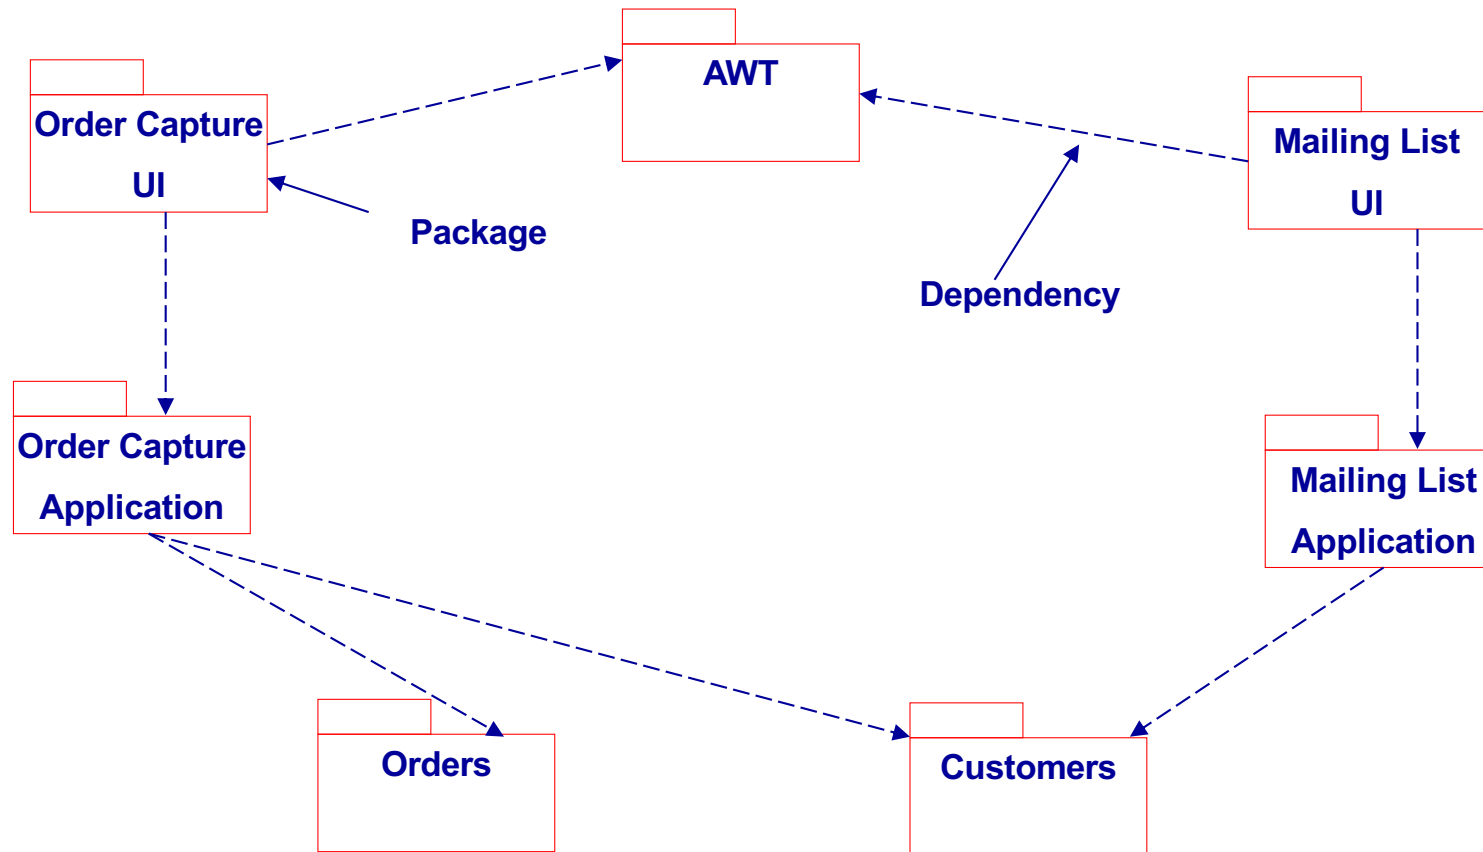 AWT
Order Capture
UI
Mailing List
UI
Package
Dependency
Order Capture
Application
Mailing List
Application
Orders
Customers